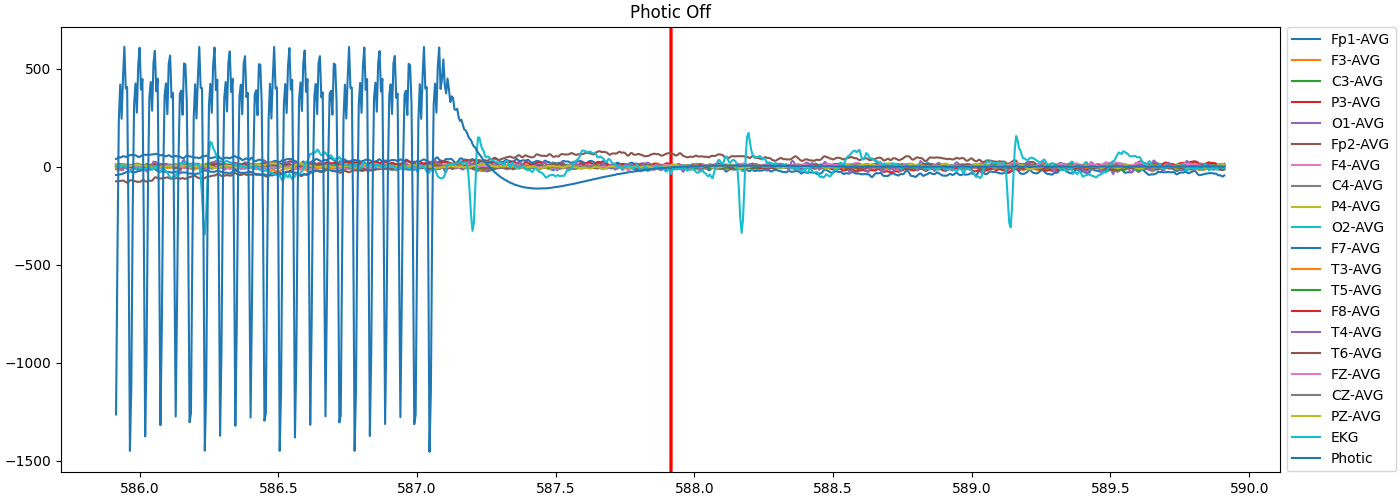 Photic Off
500
0
−500
−1000
−1500
586.0 586.5 587.0 587.5 588.0 588.5 589.0 589.5 590.0
Fp1-AVG
F3-AVG
C3-AVG
P3-AVG
O1-AVG
Fp2-AVG
F4-AVG
C4-AVG
P4-AVG
O2-AVG
F7-AVG
T3-AVG
T5-AVG
F8-AVG
T4-AVG
T6-AVG
FZ-AVG
CZ-AVG
PZ-AVG
EKG
Photic